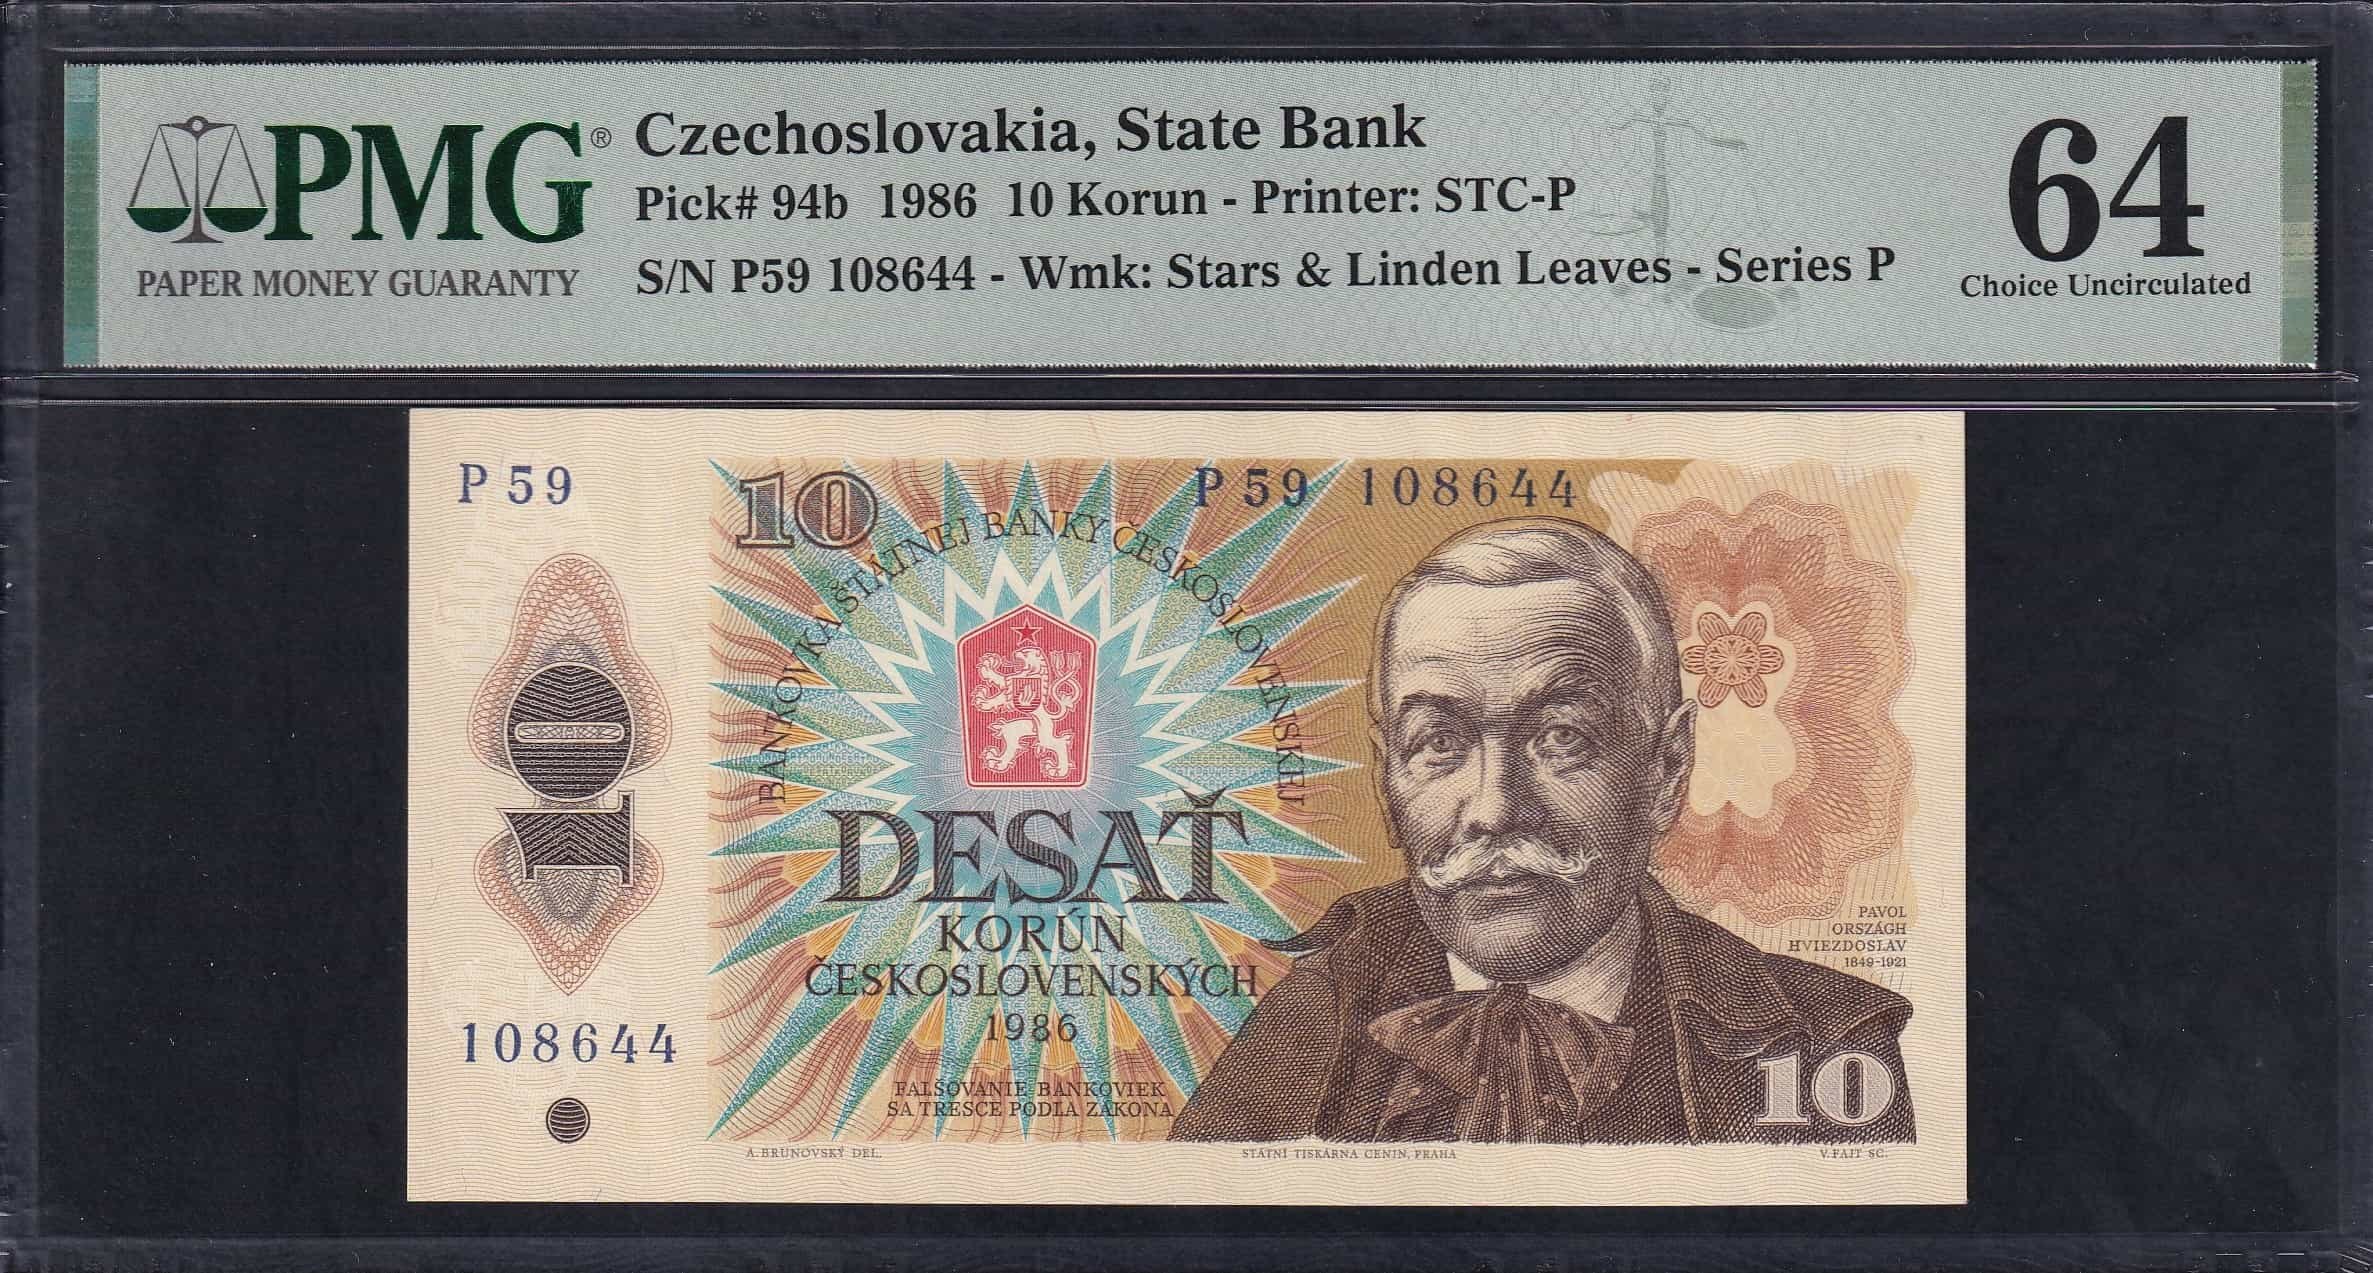 PMG®
PAPER MONEY GUARANTY
Czechoslovakia, State Bank
Pick# 94b 1986 10 Korun - Printer: STC-P
S/N P59 108644 - Wmk: Stars & Linden Leaves - Series P
64
Choice Uncirculated
P 59
10
P 59 108644
BANKOVKA ŠTÁTNEJ BANKY ČESKOSLOVENSKEJ
10
DESAŤ
KORÚN
ČESKOSLOVENSKÝCH
1986
PAVOL
ORSZÁGH
HVIEZDOSLAV
1849-1921
108644
FALŠOVANIE BANKOVIEK
SA TRESCE PODĽA ZÁKONA
10
A. BRUNOVSKÝ DEL.
STÁTNÍ TISKÁRNA CENIN, PRAHA
V. FAJT SC.